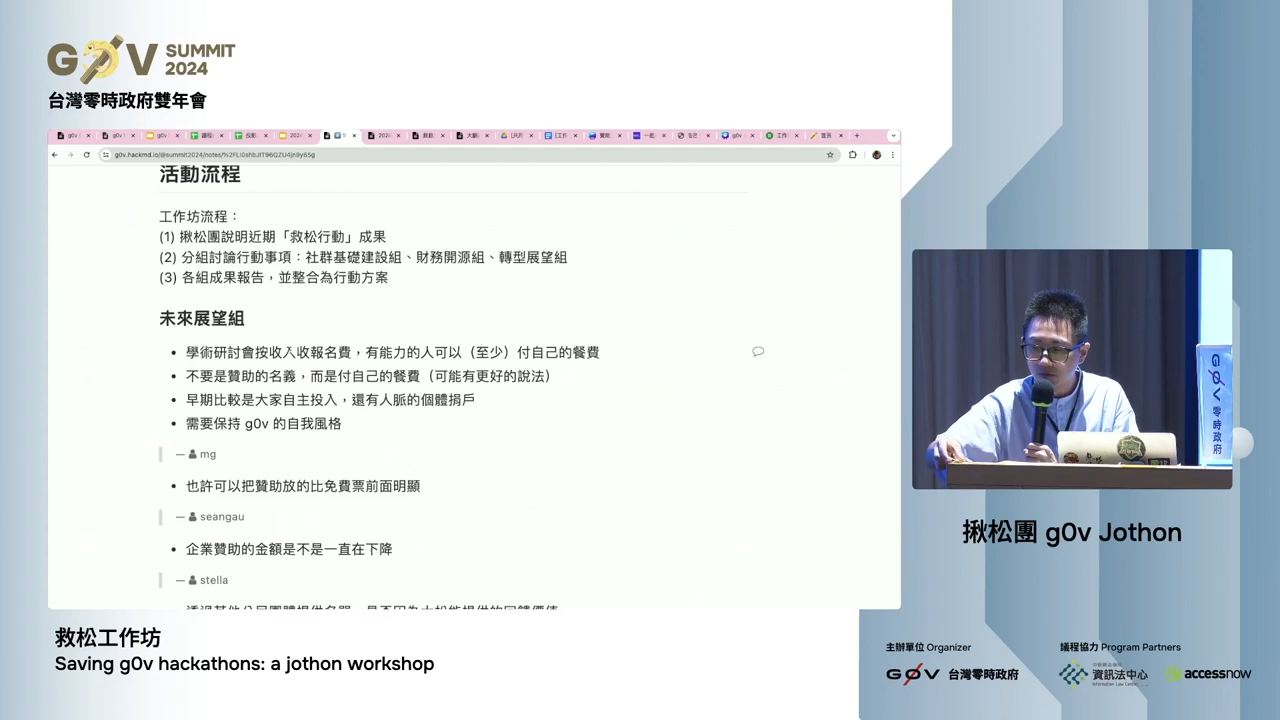 G0V SUMMIT 2024
台灣零時政府雙年會
g0v.hackmd.io/@summit2024/notes/
活動流程
工作坊流程：
(1) 揪松團說明近期「救松行動」成果
(2) 分組討論行動事項：社群基礎建設組、財務開源組、轉型展望組
(3) 各組成果報告，並整合為行動方案
未來展望組
• 學術研討會按收入收報名費，有能力的人可以（至少）付自己的餐費
• 不要是贊助的名義，而是付自己的餐費（可能有更好的說法）
• 早期比較是大家自主投入，還有人脈的個體捐戶
• 需要保持 g0v 的自我風格
— mg
• 也許可以把贊助放的比免費票前面明顯
— seangau
• 企業贊助的金額是不是一直在下降
— stella
G0V 零時政府
揪松團 g0v Jothon
救松工作坊
Saving g0v hackathons: a jothon workshop
主辦單位 Organizer
G0V 台灣零時政府
議程協力 Program Partners
資訊法中心
accessnow